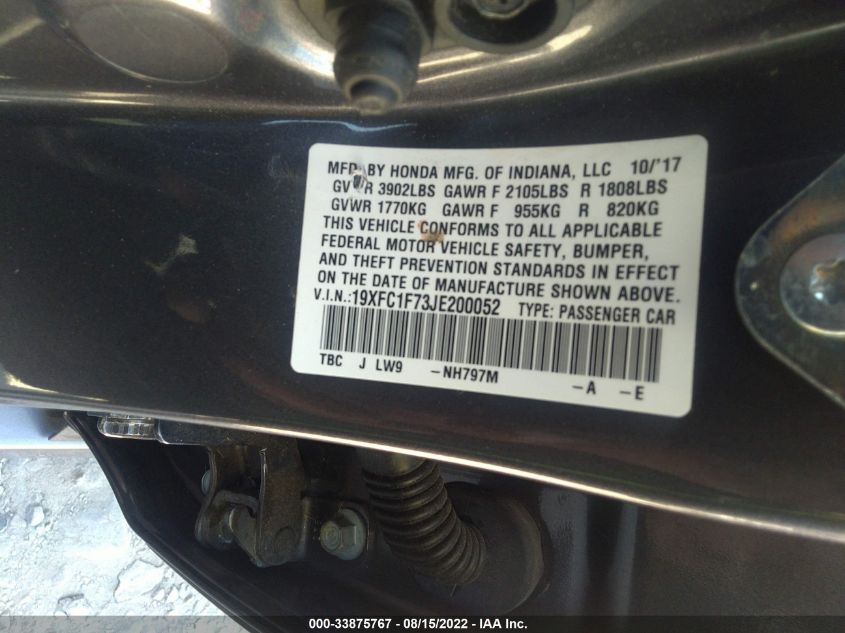 MFD. BY HONDA MFG. OF INDIANA, LLC 10/'17
GVWR 3902LBS GAWR F 2105LBS R 1808LBS
GVWR 1770KG GAWR F 955KG R 820KG
THIS VEHICLE CONFORMS TO ALL APPLICABLE
FEDERAL MOTOR VEHICLE SAFETY, BUMPER,
AND THEFT PREVENTION STANDARDS IN EFFECT
ON THE DATE OF MANUFACTURE SHOWN ABOVE.
V.I.N.:19XFC1F73JE200052 TYPE: PASSENGER CAR
TBC J LW9 -NH797M -A -E
000-33875767 - 08/15/2022 - IAA Inc.